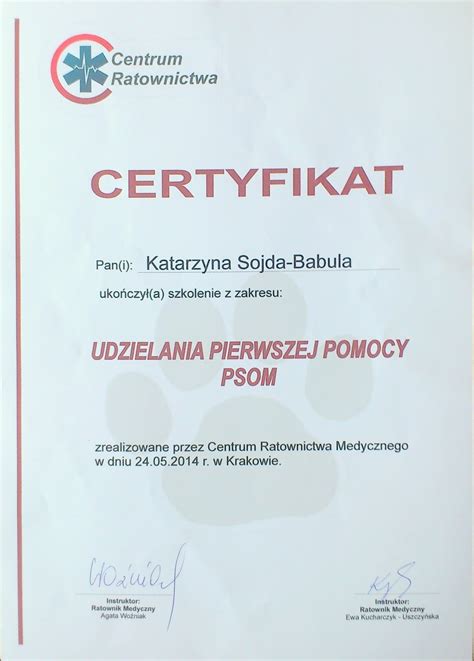 Centrum
Ratownictwa
CERTYFIKAT
Pan(i): Katarzyna Sojda-Babula
ukończył(a) szkolenie z zakresu:
UDZIELANIA PIERWSZEJ POMOCY
PSOM
zrealizowane przez Centrum Ratownictwa Medycznego
w dniu 24.05.2014 r. w Krakowie.
Instruktor:
Ratownik Medyczny
Agata Woźniak
Instruktor:
Ratownik Medyczny
Ewa Kucharczyk - Uszczyńska